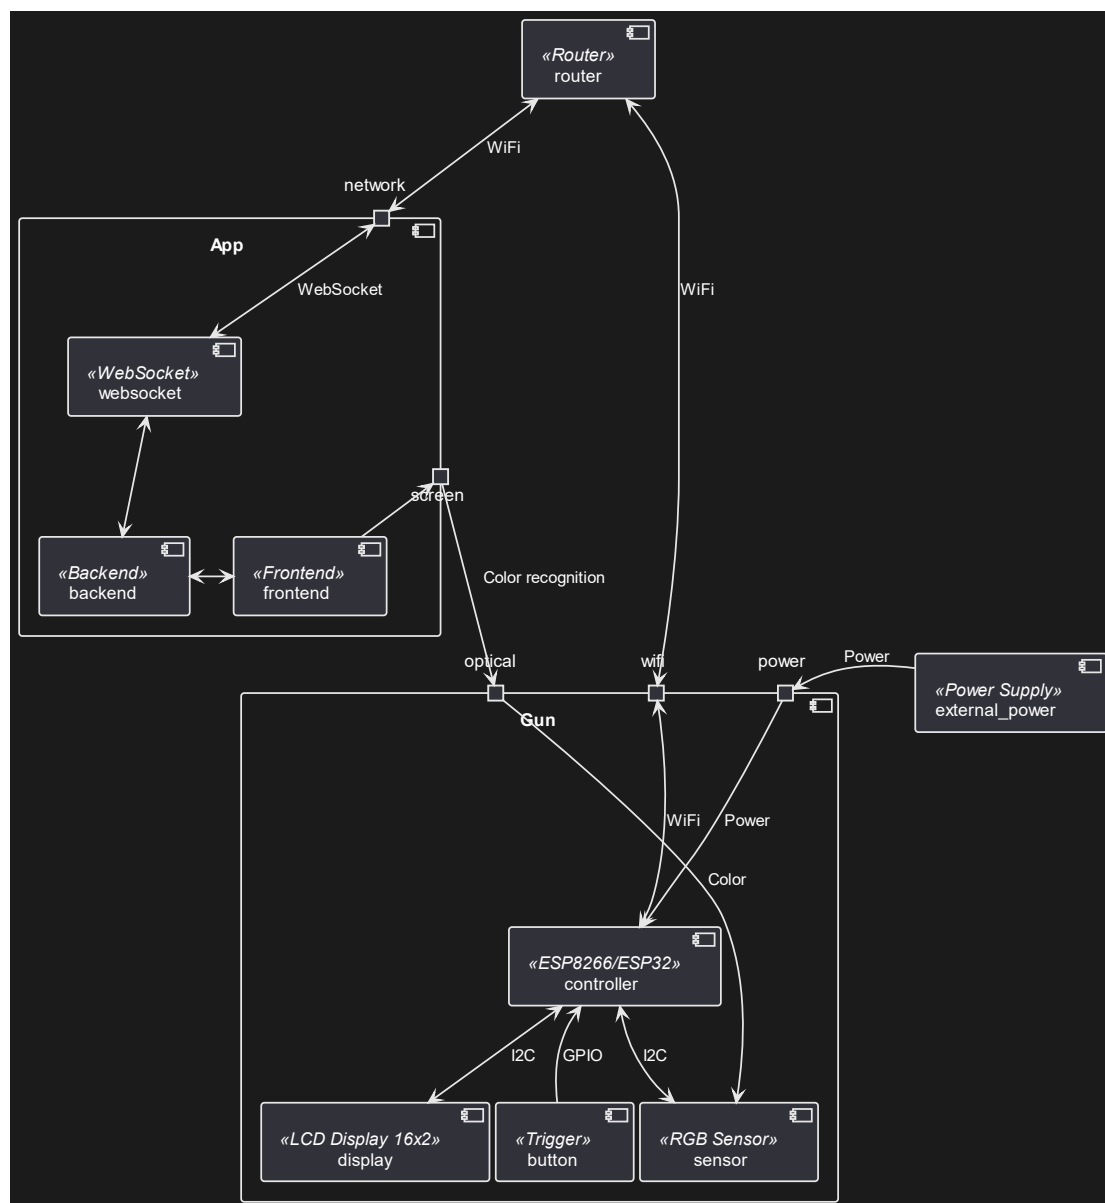 «Router»
router
WiFi
network
App
WebSocket
WiFi
«WebSocket»
websocket
screen
«Backend»
backend
«Frontend»
frontend
Color recognition
optical
wifi
power
Power
«Power Supply»
external_power
Gun
WiFi
Power
Color
«ESP8266/ESP32»
controller
I2C
GPIO
I2C
«LCD Display 16x2»
display
«Trigger»
button
«RGB Sensor»
sensor